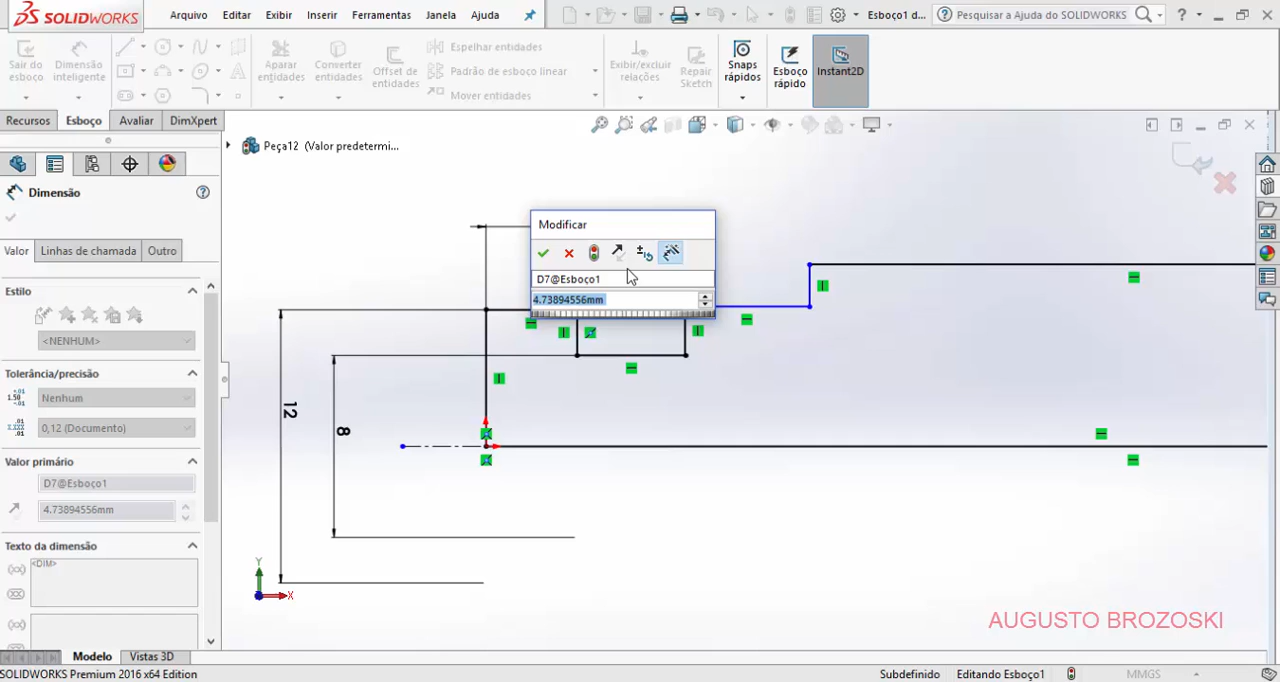 SOLIDWORKS
Arquivo Editar Exibir Inserir Ferramentas Janela Ajuda
Esboço1 d...
Pesquisar a Ajuda do SOLIDWORKS
Sair do esboço
Dimensão inteligente
Aparar entidades
Converter entidades
Offset de entidades
Espelhar entidades
Padrão de esboço linear
Mover entidades
Exibir/excluir relações
Repair Sketch
Snaps rápidos
Esboço rápido
Instant2D
Recursos Esboço Avaliar DimXpert
Peça12 (Valor predetermi...
Dimensão
Valor Linhas de chamada Outro
Estilo
<NENHUM>
Tolerância/precisão
Nenhum
0,12 (Documento)
Valor primário
D7@Esboço1
4.73894556mm
Texto da dimensão
<DIM>
Modificar
D7@Esboço1
4.73894556mm
12
8
Y
X
AUGUSTO BROZOSKI
Modelo Vistas 3D
SOLIDWORKS Premium 2016 x64 Edition
Subdefinido Editando Esboço1 MMGS